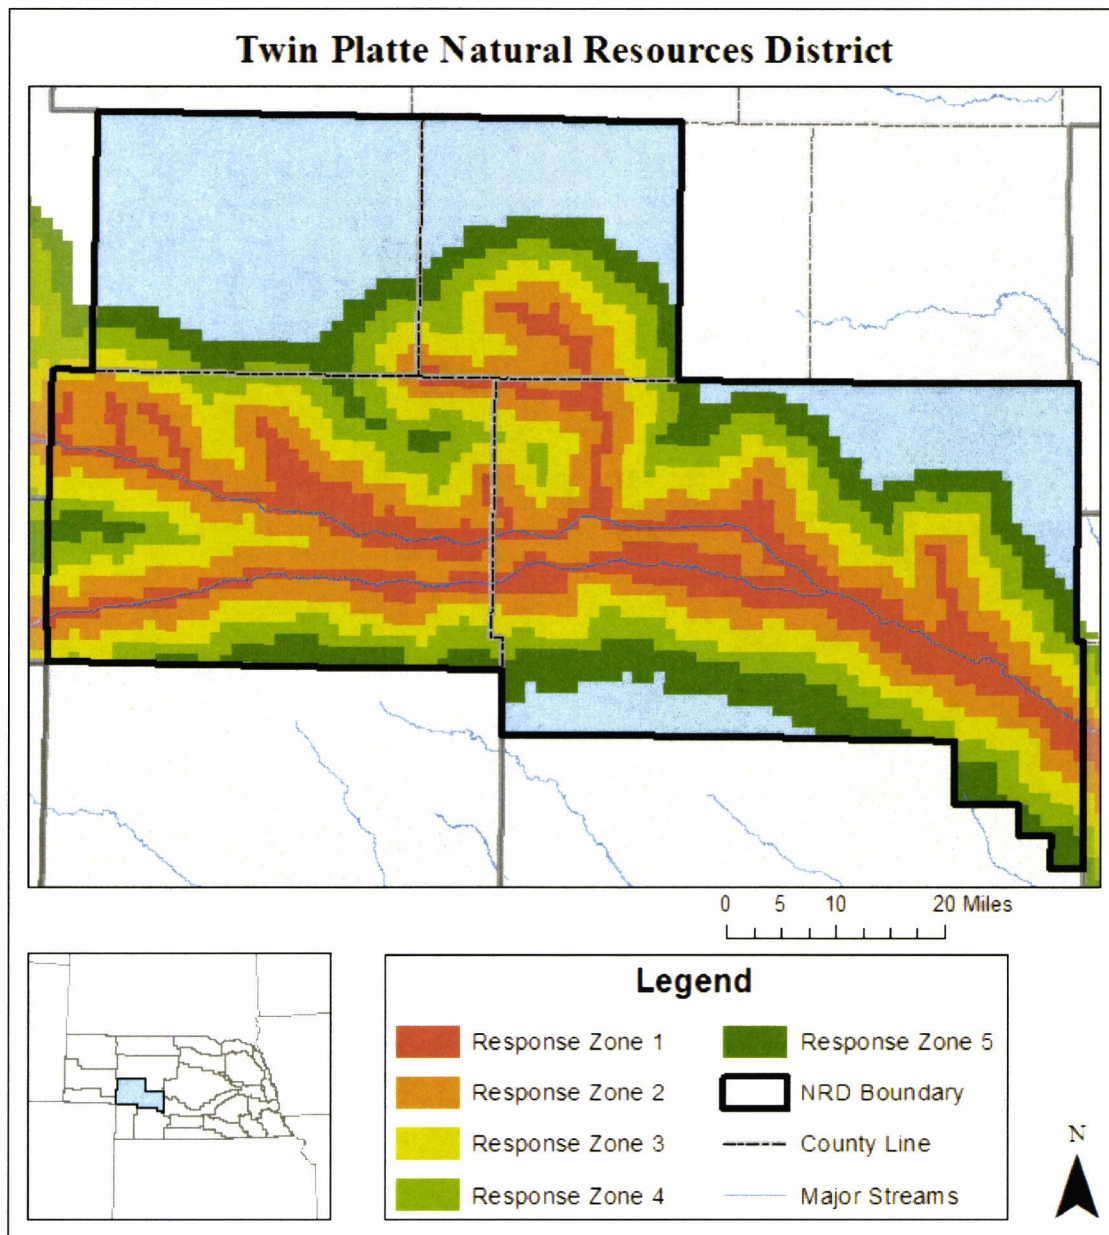 Twin Platte Natural Resources District
0 5 10 20 Miles
Legend
Response Zone 1
Response Zone 2
Response Zone 3
Response Zone 4
Response Zone 5
NRD Boundary
County Line
Major Streams
N